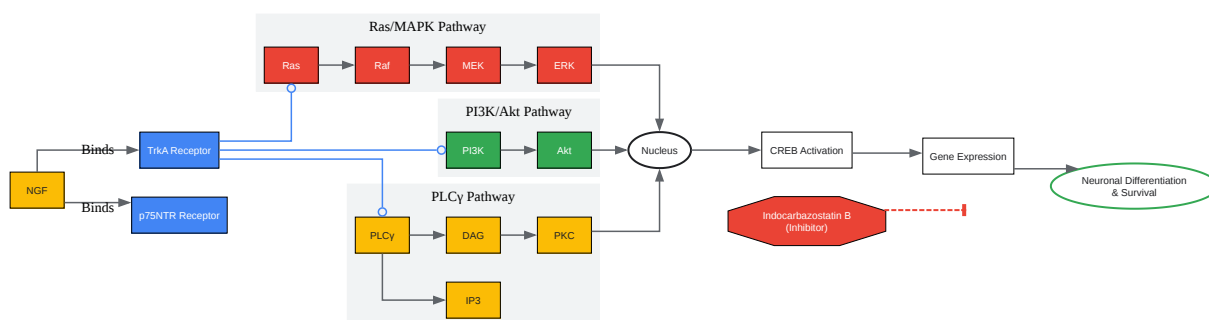 Ras/MAPK Pathway
Ras
Raf
MEK
ERK
PI3K/Akt Pathway
Binds
TrkA Receptor
PI3K
Akt
Nucleus
CREB Activation
Gene Expression
NGF
Neuronal Differentiation
& Survival
Binds
p75NTR Receptor
PLCγ Pathway
PLCγ
DAG
PKC
Indocarbazostatin B
(Inhibitor)
IP3